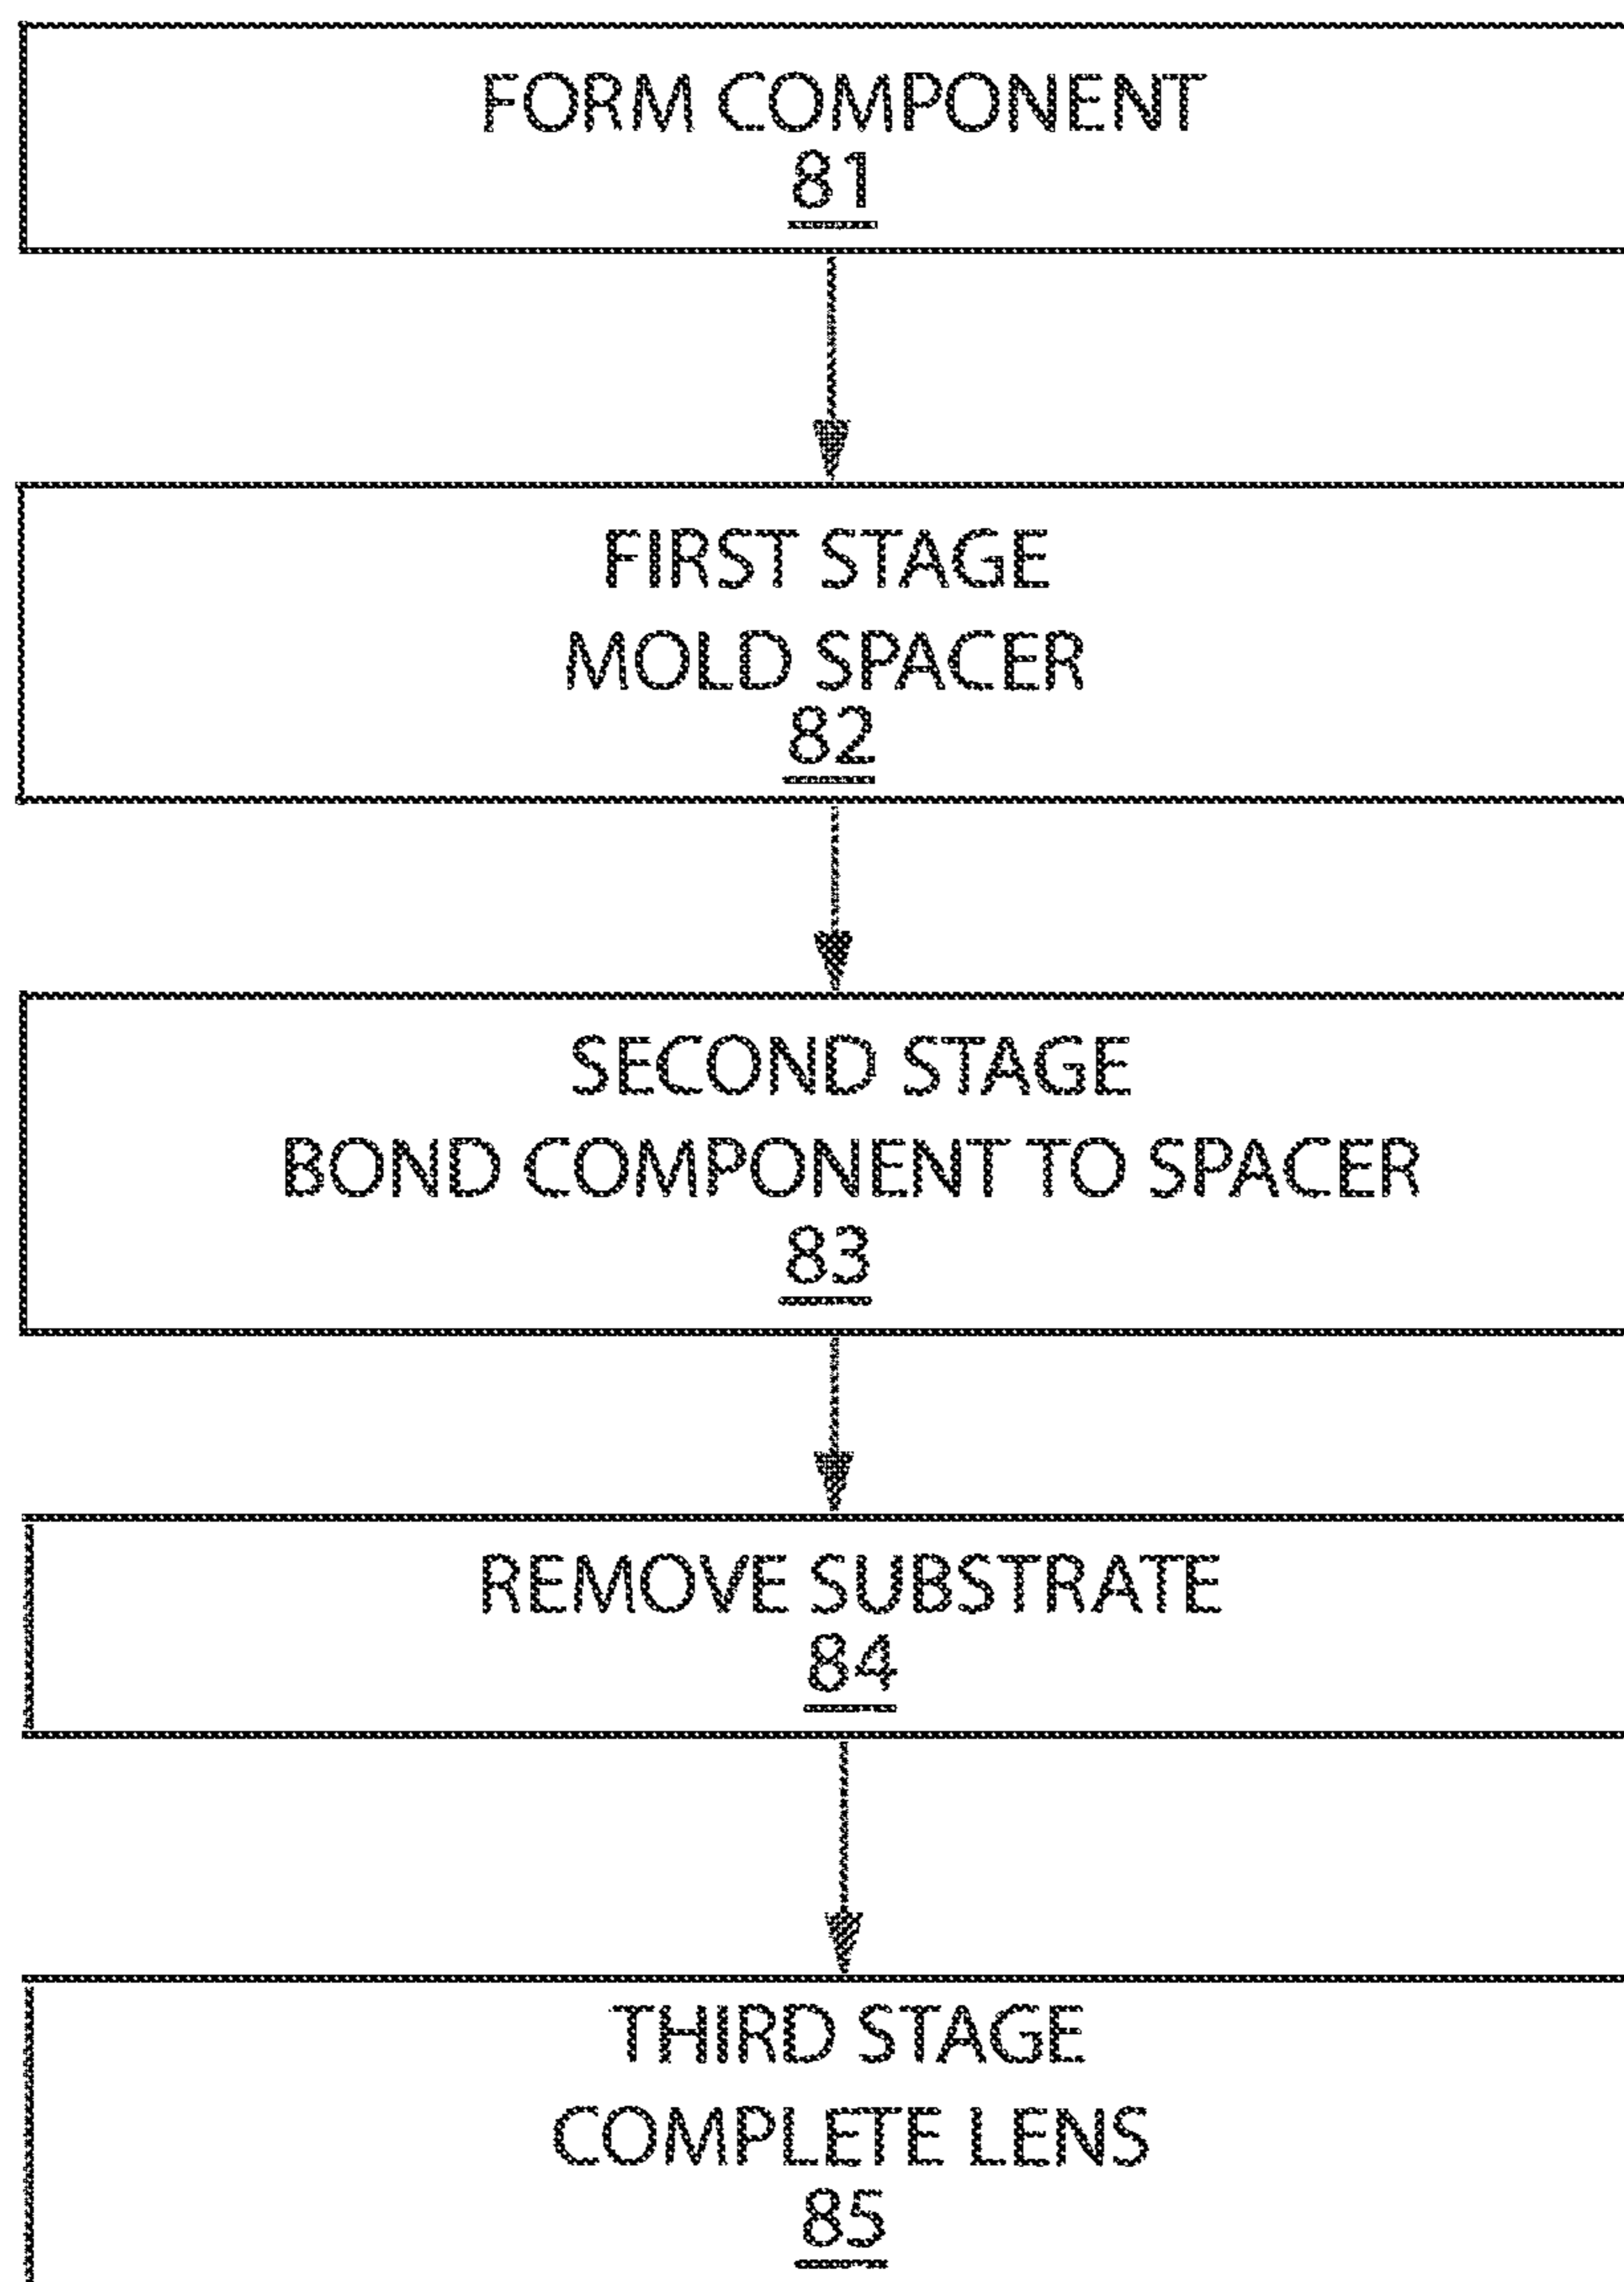 FORM COMPONENT
81
FIRST STAGE
MOLD SPACER
82
SECOND STAGE
BOND COMPONENT TO SPACER
83
REMOVE SUBSTRATE
84
THIRD STAGE
COMPLETE LENS
85